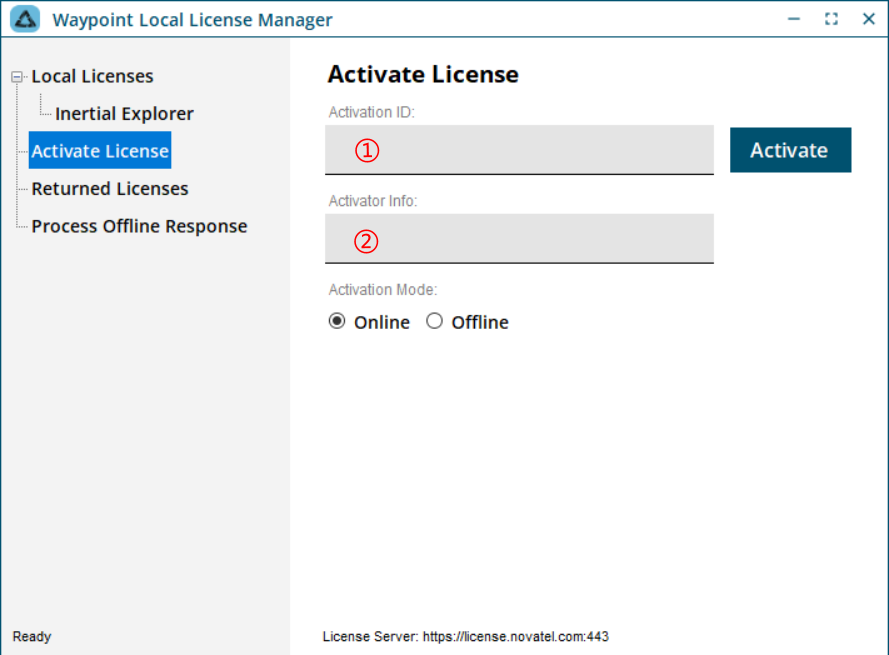 Waypoint Local License Manager
Local Licenses
Inertial Explorer
Activate License
Returned Licenses
Process Offline Response
Activate License
Activation ID:
①
Activate
Activator Info:
②
Activation Mode:
Online Offline
Ready
License Server: https://license.novatel.com:443